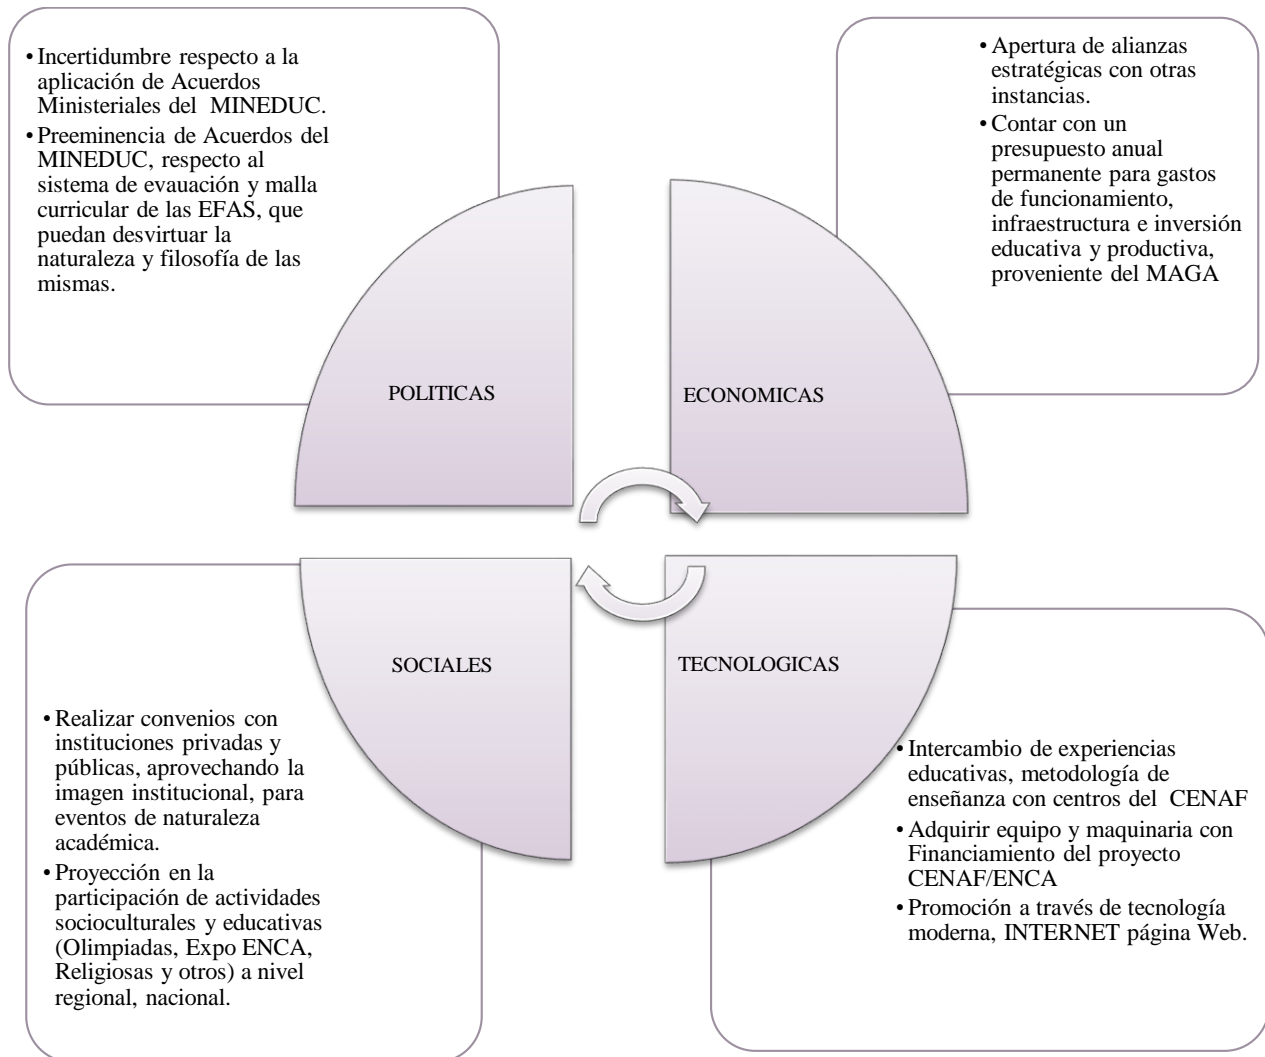 • Incertidumbre respecto a la
aplicación de Acuerdos
Ministeriales del MINEDUC.
• Preeminencia de Acuerdos del
MINEDUC, respecto al
sistema de evauación y malla
curricular de las EFAS, que
puedan desvirtuar la
naturaleza y filosofía de las
mismas.
• Apertura de alianzas
estratégicas con otras
instancias.
• Contar con un
presupuesto anual
permanente para gastos
de funcionamiento,
infraestructura e inversión
educativa y productiva,
proveniente del MAGA
POLITICAS
ECONOMICAS
SOCIALES
TECNOLOGICAS
• Realizar convenios con
instituciones privadas y
públicas, aprovechando la
imagen institucional, para
eventos de naturaleza
académica.
• Proyección en la
participación de actividades
socioculturales y educativas
(Olimpiadas, Expo ENCA,
Religiosas y otros) a nivel
regional, nacional.
• Intercambio de experiencias
educativas, metodología de
enseñanza con centros del CENAF
• Adquirir equipo y maquinaria con
Financiamiento del proyecto
CENAF/ENCA
• Promoción a través de tecnología
moderna, INTERNET página Web.